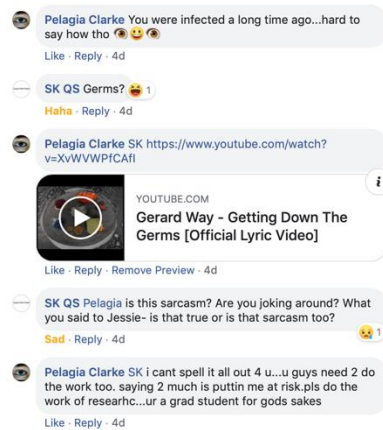 Pelagia Clarke You were infected a long time ago...hard to
say how tho 👁😀👁
Like · Reply · 4d
SK QS Germs? 😆 1
Haha · Reply · 4d
Pelagia Clarke SK https://www.youtube.com/watch?
v=XvWVWPfCAfI
i
YOUTUBE.COM
Gerard Way - Getting Down The
Germs [Official Lyric Video]
Like · Reply · Remove Preview · 4d
SK QS Pelagia is this sarcasm? Are you joking around? What
you said to Jessie- is that true or is that sarcasm too?
Sad · Reply · 4d
😢 1
Pelagia Clarke SK i cant spell it all out 4 u...u guys need 2 do
the work too. saying 2 much is puttin me at risk.pls do the
work of researhc...ur a grad student for gods sakes
Like · Reply · 4d